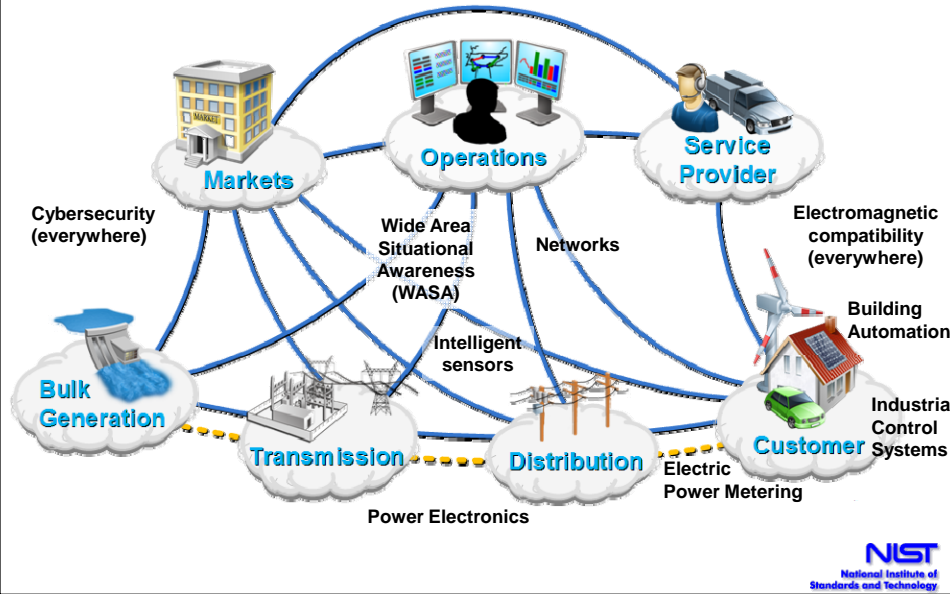 MARKET
Markets
Operations
Service
Provider
Cybersecurity
(everywhere)
Wide Area
Situational
Awareness
(WASA)
Networks
Electromagnetic
compatibility
(everywhere)
Building
Automation
Intelligent
sensors
Bulk
Generation
Industria
Control
Systems
Transmission
Distribution
Customer
Electric
Power Metering
Power Electronics
NIST
National Institute of
Standards and Technology